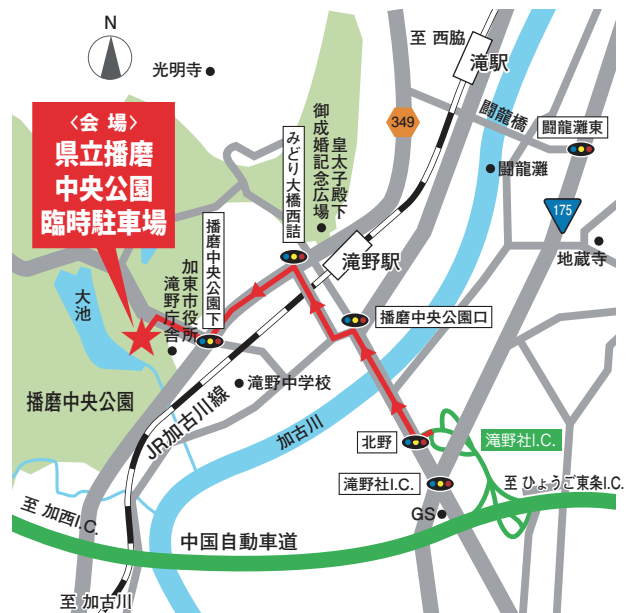 N
至 西脇
滝駅
光明寺
349
闘龍橋
闘龍灘東
〈会 場〉
県立播磨
中央公園
臨時駐車場
みどり大橋西詰
皇太子殿下
御成婚記念広場
闘龍灘
175
地蔵寺
播磨中央公園下
滝野駅
加東市役所
滝野庁舎
大池
播磨中央公園口
滝野中学校
播磨中央公園
JR加古川線
加古川
北野
滝野社I.C.
滝野社I.C.
至 ひょうご東条I.C.
至 加西I.C.
GS
中国自動車道
至 加古川